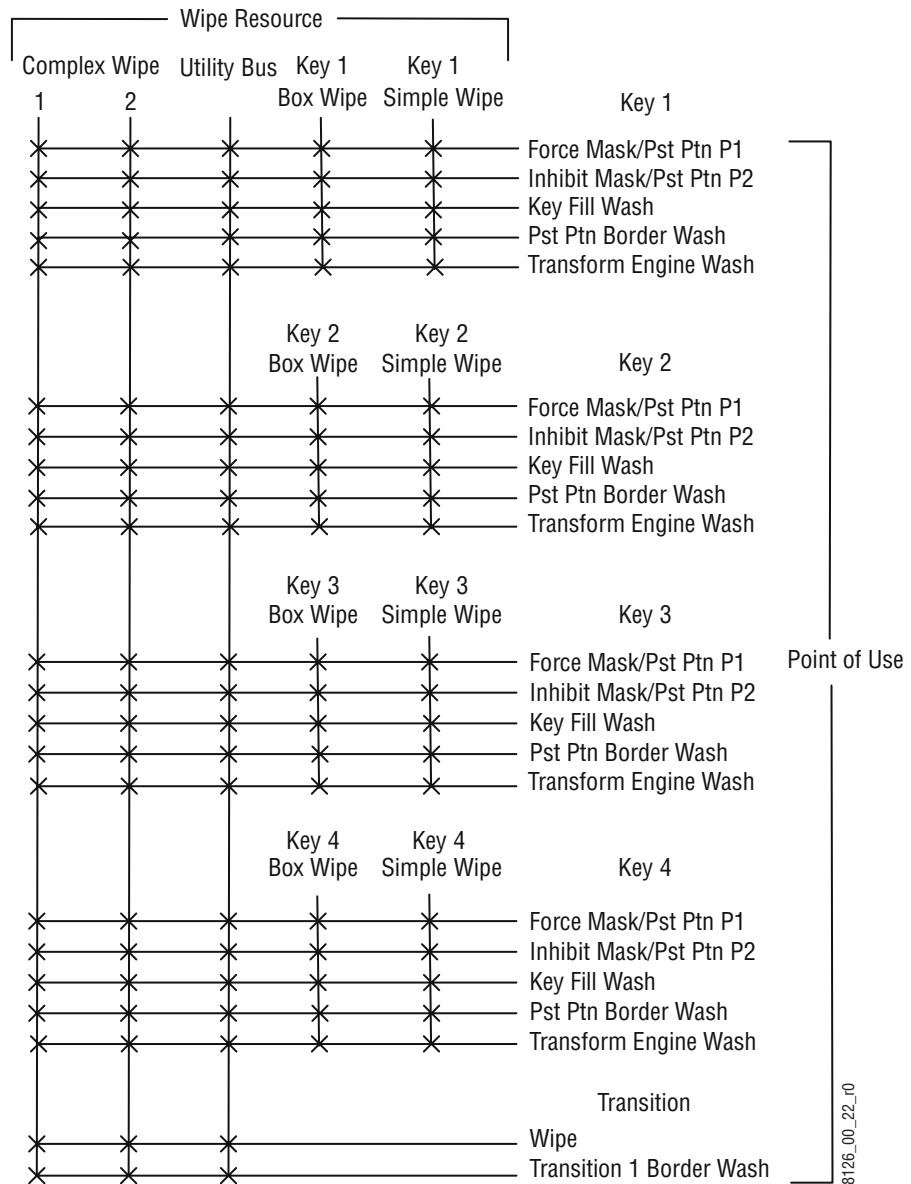 Wipe Resource
Complex Wipe Utility Bus Key 1 Key 1
1 2 Box Wipe Simple Wipe Key 1
Force Mask/Pst Ptn P1
Inhibit Mask/Pst Ptn P2
Key Fill Wash
Pst Ptn Border Wash
Transform Engine Wash
Key 2 Key 2
Box Wipe Simple Wipe Key 2
Force Mask/Pst Ptn P1
Inhibit Mask/Pst Ptn P2
Key Fill Wash
Pst Ptn Border Wash
Transform Engine Wash
Key 3 Key 3
Box Wipe Simple Wipe Key 3
Force Mask/Pst Ptn P1 Point of Use
Inhibit Mask/Pst Ptn P2
Key Fill Wash
Pst Ptn Border Wash
Transform Engine Wash
Key 4 Key 4
Box Wipe Simple Wipe Key 4
Force Mask/Pst Ptn P1
Inhibit Mask/Pst Ptn P2
Key Fill Wash
Pst Ptn Border Wash
Transform Engine Wash
Transition
Wipe
Transition 1 Border Wash
8126_00_22_r0